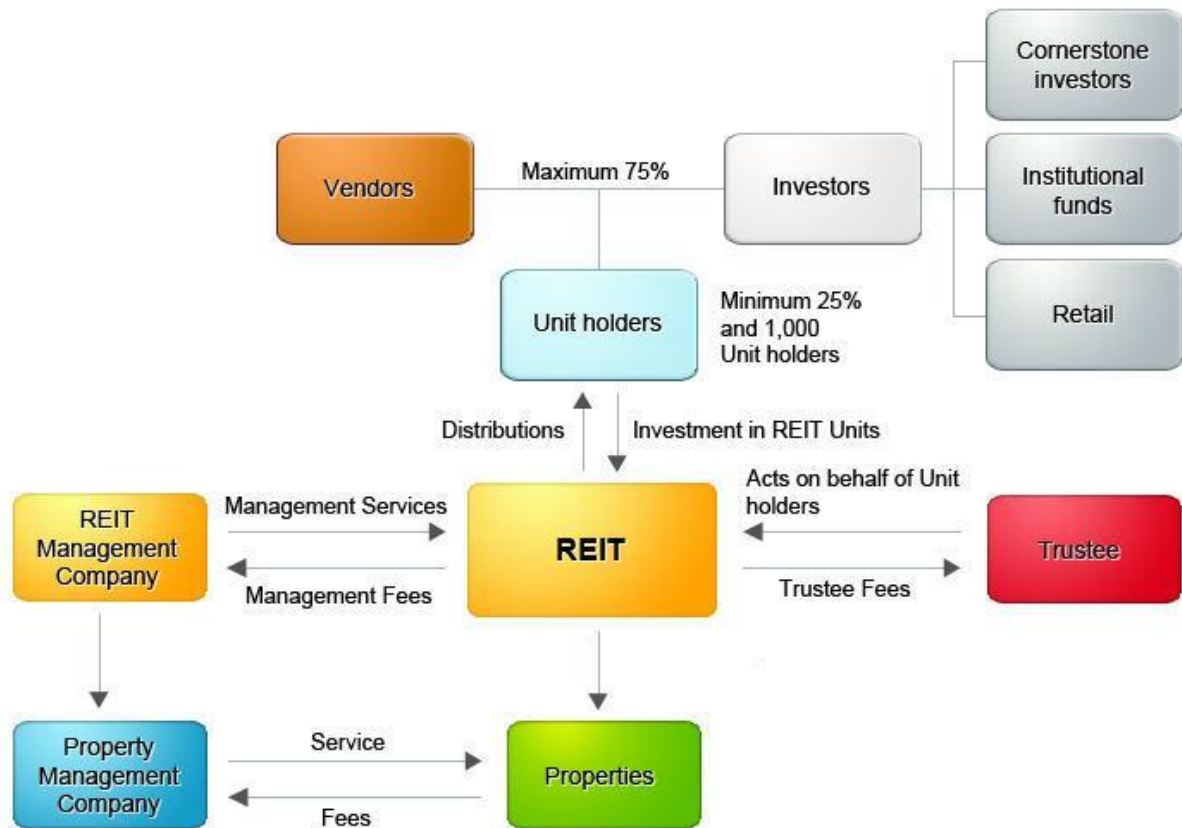 Cornerstone
investors
Vendors
Maximum 75%
Investors
Institutional
funds
Unit holders
Minimum 25%
and 1,000
Unit holders
Retail
Distributions
Investment in REIT Units
REIT
Management
Company
Management Services
Management Fees
REIT
Acts on behalf of Unit
holders
Trustee Fees
Trustee
Property
Management
Company
Service
Fees
Properties